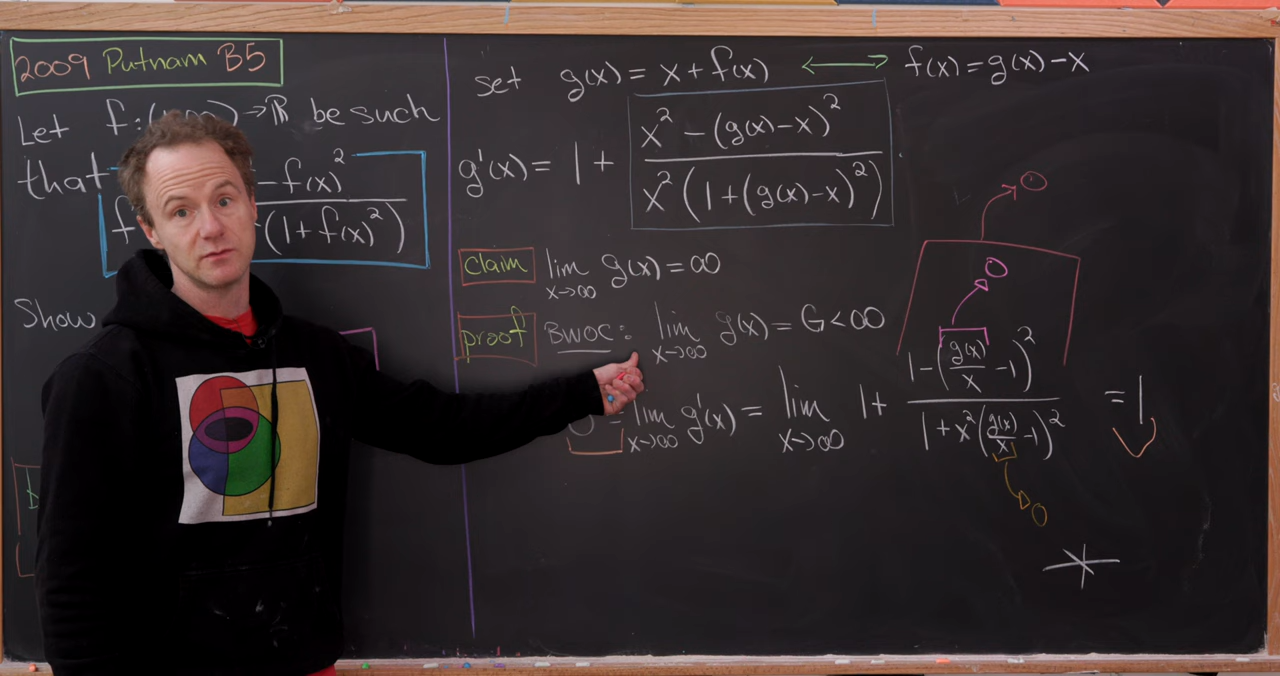 2009 Putnam B5
Let f: → ℝ be such
that
- f(x)²
f
(1 + f(x)²)
Show
set g(x) = x + f(x) ⟷ f(x) = g(x) - x
g'(x) = 1 + (x² - (g(x) - x)²) / (x² (1 + (g(x) - x)²))
Claim lim x→∞ g(x) = ∞
proof BWOC: lim x→∞ g(x) = G < ∞
= lim x→∞ g'(x) = lim x→∞ 1 + (1 - (g(x)/x - 1)²) / (1 + x² (g(x)/x - 1)²) = 1
0
0
0